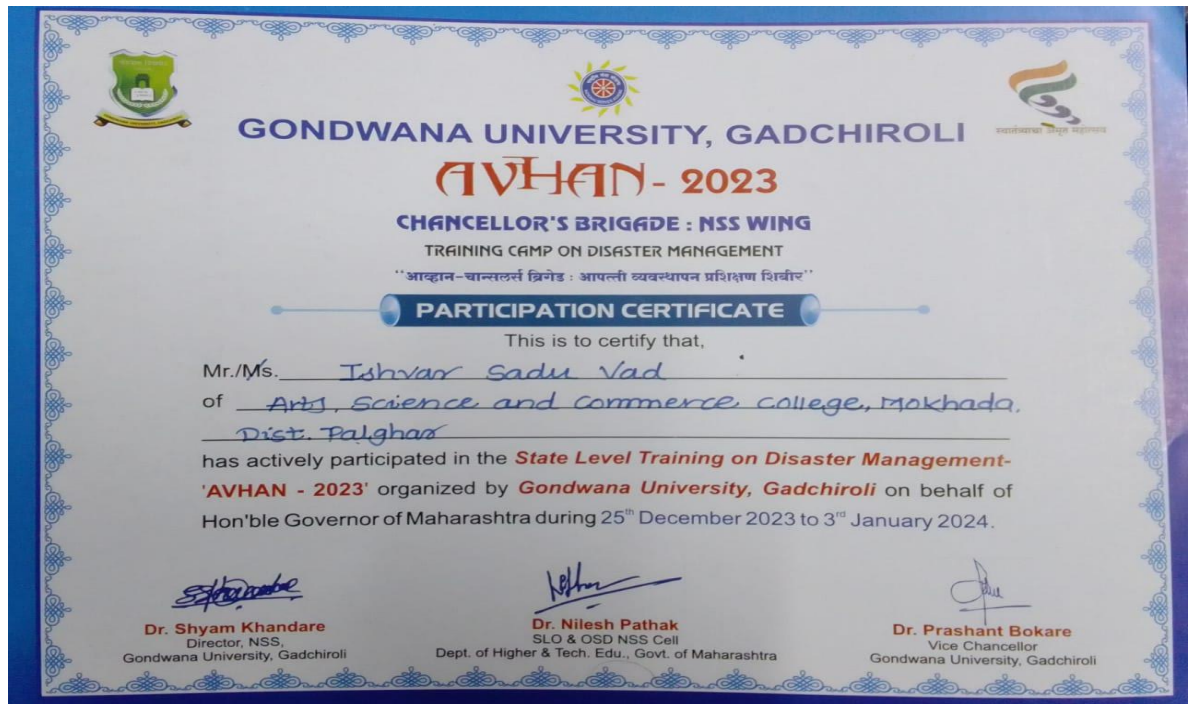 GONDWANA UNIVERSITY, GADCHIROLI
स्वातंत्र्याचा अमृत महोत्सव
AVHAN - 2023
CHANCELLOR'S BRIGADE : NSS WING
TRAINING CAMP ON DISASTER MANAGEMENT
"आव्हान-चान्सलर्स ब्रिगेड : आपत्ती व्यवस्थापन प्रशिक्षण शिबीर"
PARTICIPATION CERTIFICATE
This is to certify that,
Mr./Ms. Ishvar Sadu Vad
of Arts, Science and Commerce College, Mokhada.
Dist. Palghar
has actively participated in the State Level Training on Disaster Management-
'AVHAN - 2023' organized by Gondwana University, Gadchiroli on behalf of
Hon'ble Governor of Maharashtra during 25th December 2023 to 3rd January 2024.
Dr. Shyam Khandare
Director, NSS,
Gondwana University, Gadchiroli
Dr. Nilesh Pathak
SLO & OSD NSS Cell
Dept. of Higher & Tech. Edu., Govt. of Maharashtra
Dr. Prashant Bokare
Vice Chancellor
Gondwana University, Gadchiroli